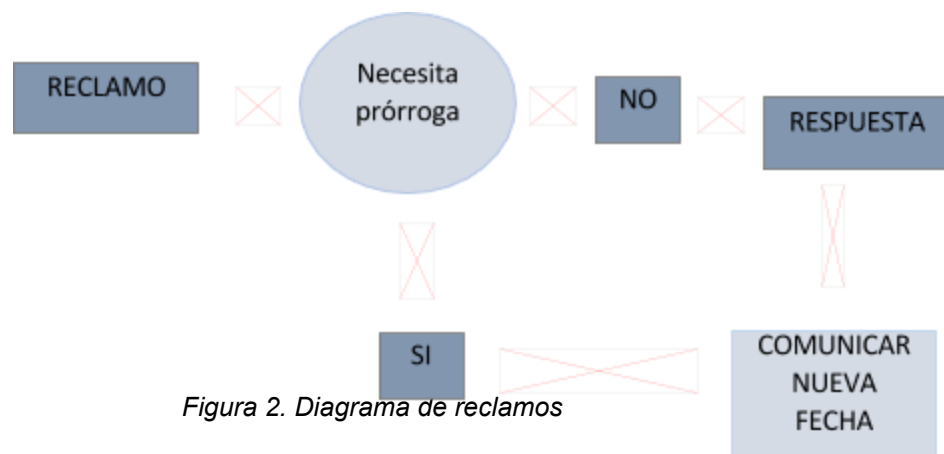 RECLAMO
Necesita
prórroga
NO
RESPUESTA
SI
COMUNICAR
NUEVA
FECHA
Figura 2. Diagrama de reclamos